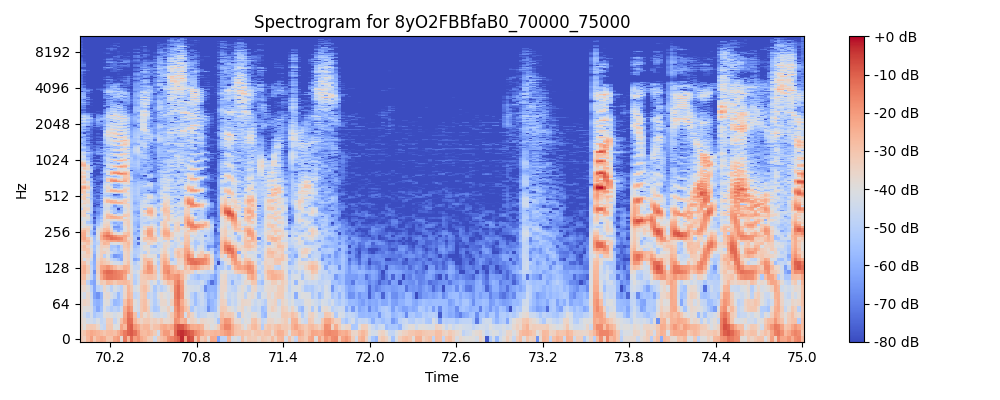 Spectrogram for 8yO2FBBfaB0_70000_75000
8192
4096
2048
1024
512
256
128
64
0
Hz
70.2 70.8 71.4 72.0 72.6 73.2 73.8 74.4 75.0
Time
+0 dB
-10 dB
-20 dB
-30 dB
-40 dB
-50 dB
-60 dB
-70 dB
-80 dB